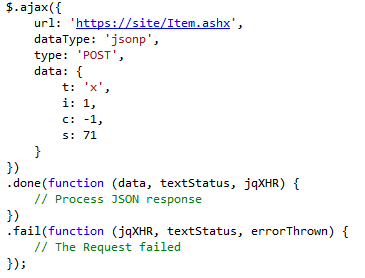 $.ajax({
    url: 'https://site/Item.ashx',
    dataType: 'jsonp',
    type: 'POST',
    data: {
        t: 'x',
        i: 1,
        c: -1,
        s: 71
    }
})
.done(function (data, textStatus, jqXHR) {
    // Process JSON response
})
.fail(function (jqXHR, textStatus, errorThrown) {
    // The Request failed
});